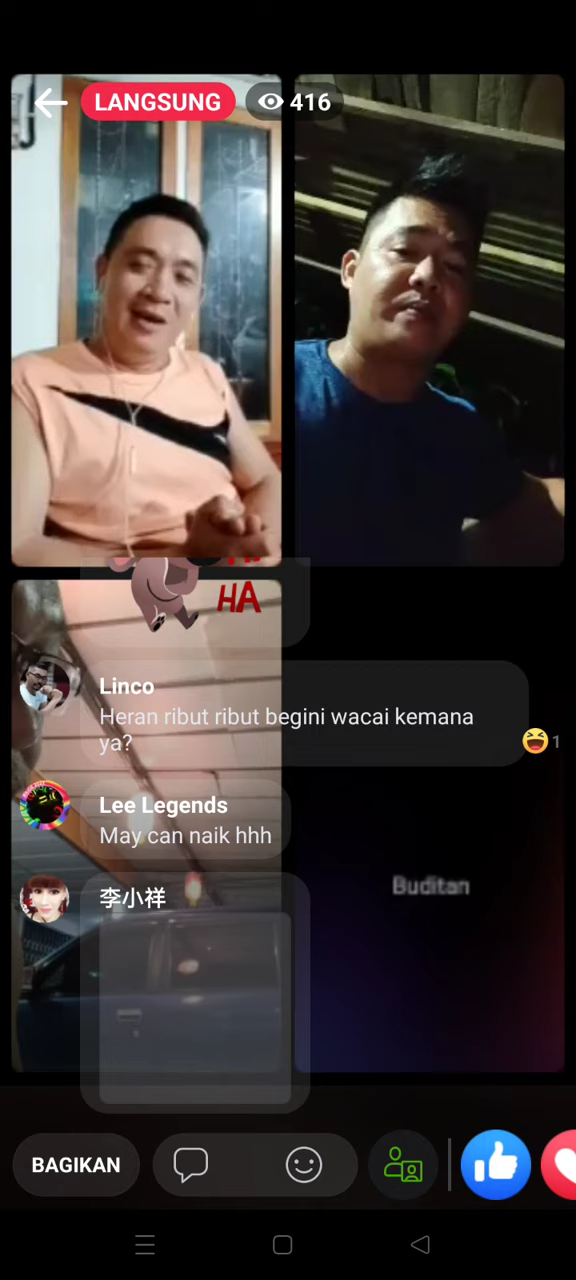 LANGSUNG
416
HA
Linco
Heran ribut ribut begini wacai kemana
ya?
1
Lee Legends
May can naik hhh
李小祥
Buditan
BAGIKAN